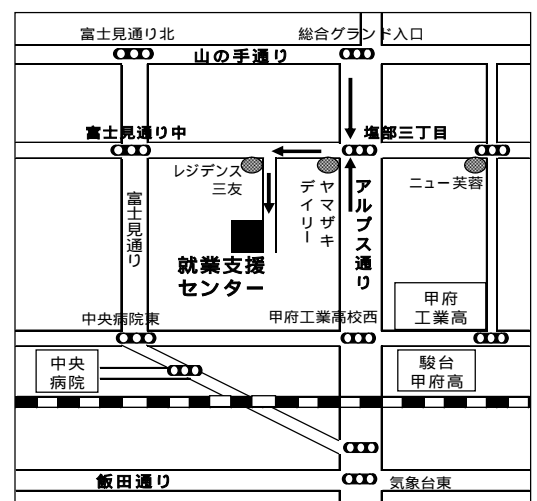 富士見通り北
総合グランド入口
山の手通り
富士見通り中
塩部三丁目
レジデンス
三友
ヤマザキ
デイリー
アルプス通り
ニュー芙蓉
富士見通り
就業支援
センター
甲府
工業高
中央病院東
甲府工業高校西
中央
病院
駿台
甲府高
飯田通り
気象台東